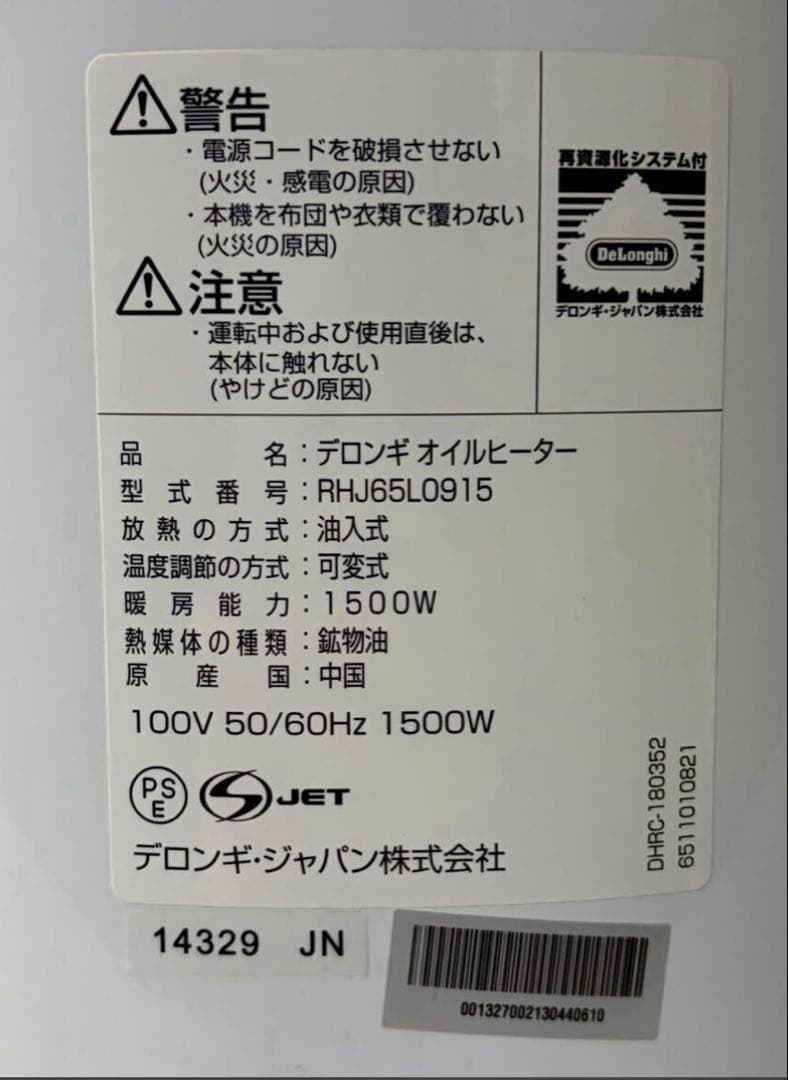 警告
・電源コードを破損させない
(火災・感電の原因)
・本機を布団や衣類で覆わない
(火災の原因)
注意
・運転中および使用直後は、
本体に触れない
(やけどの原因)
再資源化システム付
DeLonghi
デロンギ・ジャパン株式会社
品名：デロンギ オイルヒーター
型式番号：RHJ65L0915
放熱の方式：油入式
温度調節の方式：可変式
暖房能力：1500W
熱媒体の種類：鉱物油
原産国：中国
100V 50/60Hz 1500W
PSE JET
デロンギ・ジャパン株式会社
DHRC-180352
6511010821
14329 JN
001327002130440610